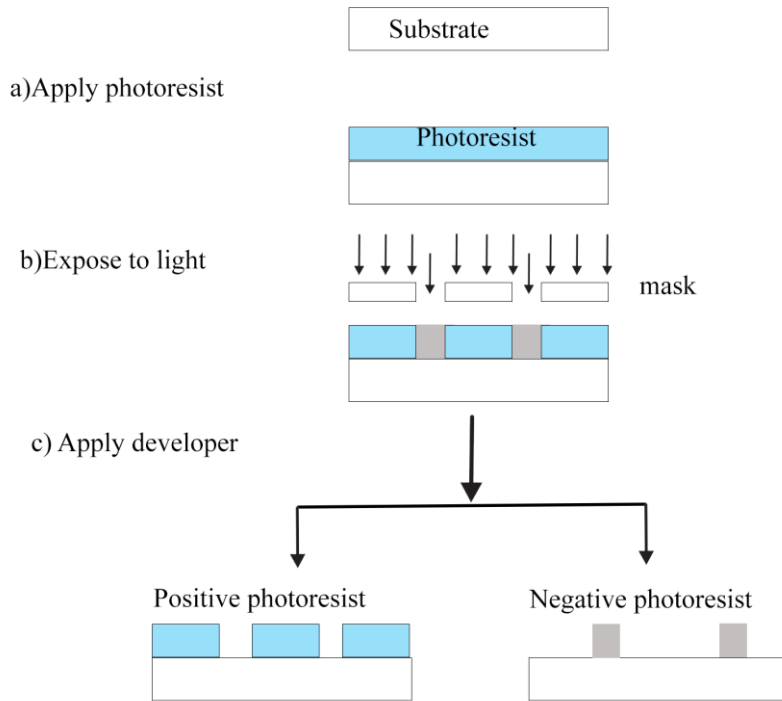 Substrate
a)Apply photoresist
Photoresist
b)Expose to light
mask
c) Apply developer
Positive photoresist
Negative photoresist